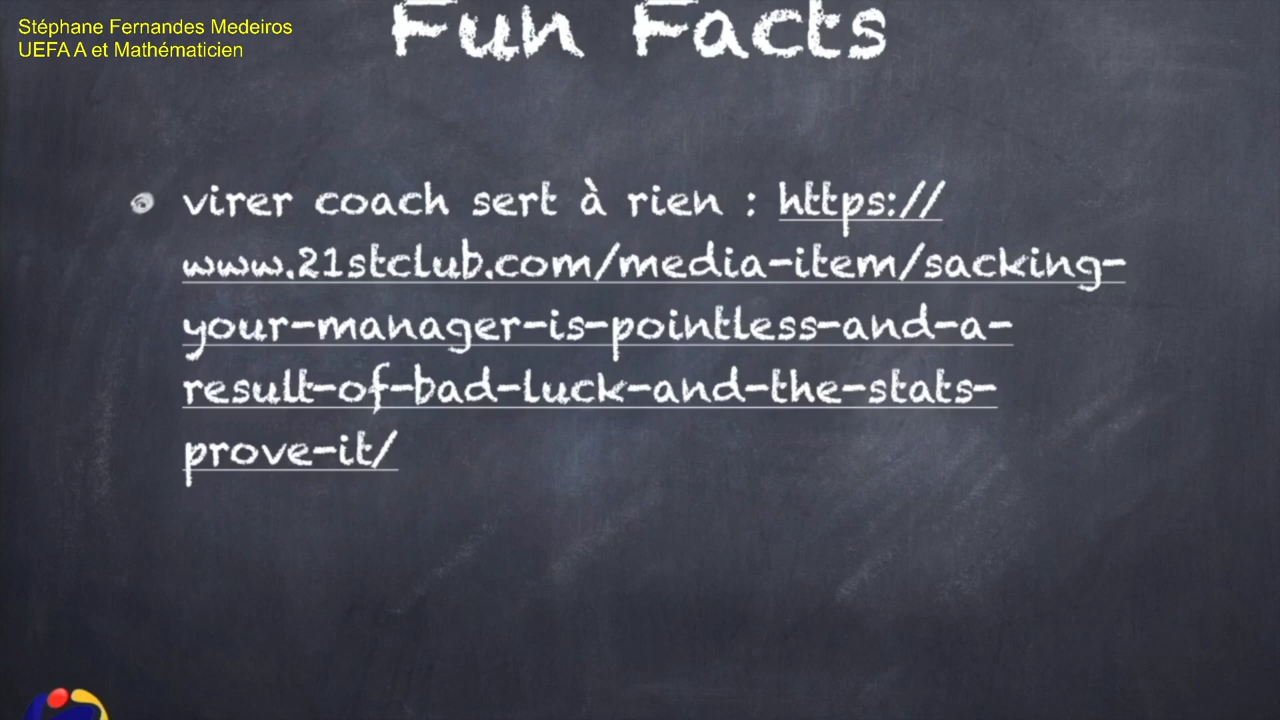 Stéphane Fernandes Medeiros
UEFA A et Mathématicien
Fun Facts
virer coach sert à rien : https://
www.21stclub.com/media-item/sacking-
your-manager-is-pointless-and-a-
result-of-bad-luck-and-the-stats-
prove-it/